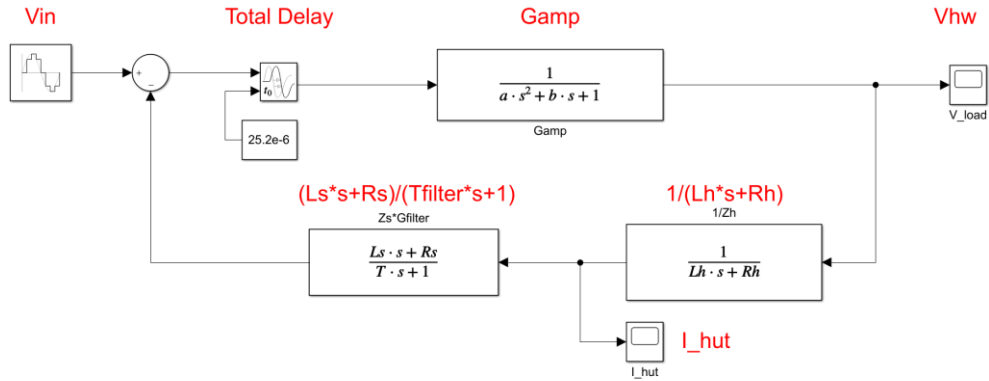 Vin
Total Delay
Gamp
Vhw
+
−
t0
25.2e-6
1
a · s² + b · s + 1
Gamp
V_load
(Ls*s+Rs)/(Tfilter*s+1)
Zs*Gfilter
Ls · s + Rs
T · s + 1
1/(Lh*s+Rh)
1/Zh
1
Lh · s + Rh
I_hut
I_hut